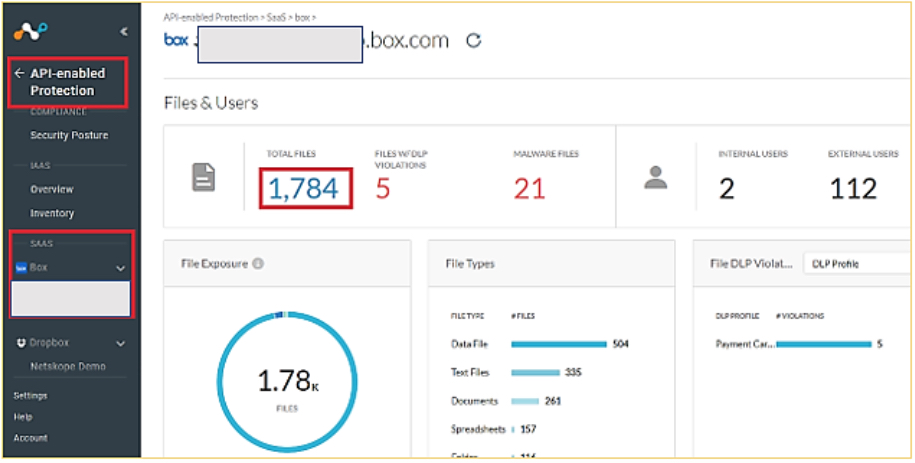 API-enabled Protection > SaaS > box >
box
.box.com
API-enabled
Protection
COMPLIANCE
Security Posture
IAAS
Overview
Inventory
SAAS
box Box
Dropbox
Netskope Demo
Settings
Help
Account
Files & Users
TOTAL FILES
1,784
FILES W/DLP
VIOLATIONS
5
MALWARE FILES
21
INTERNAL USERS
2
EXTERNAL USERS
112
File Exposure
1.78K
FILES
File Types
FILE TYPE # FILES
Data File 504
Text Files 335
Documents 261
Spreadsheets 157
Folder 116
File DLP Violat... DLP Profile
DLP PROFILE # VIOLATIONS
Payment Car... 5